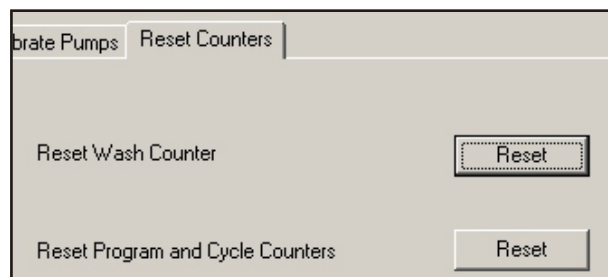 brate Pumps Reset Counters
Reset Wash Counter Reset
Reset Program and Cycle Counters Reset